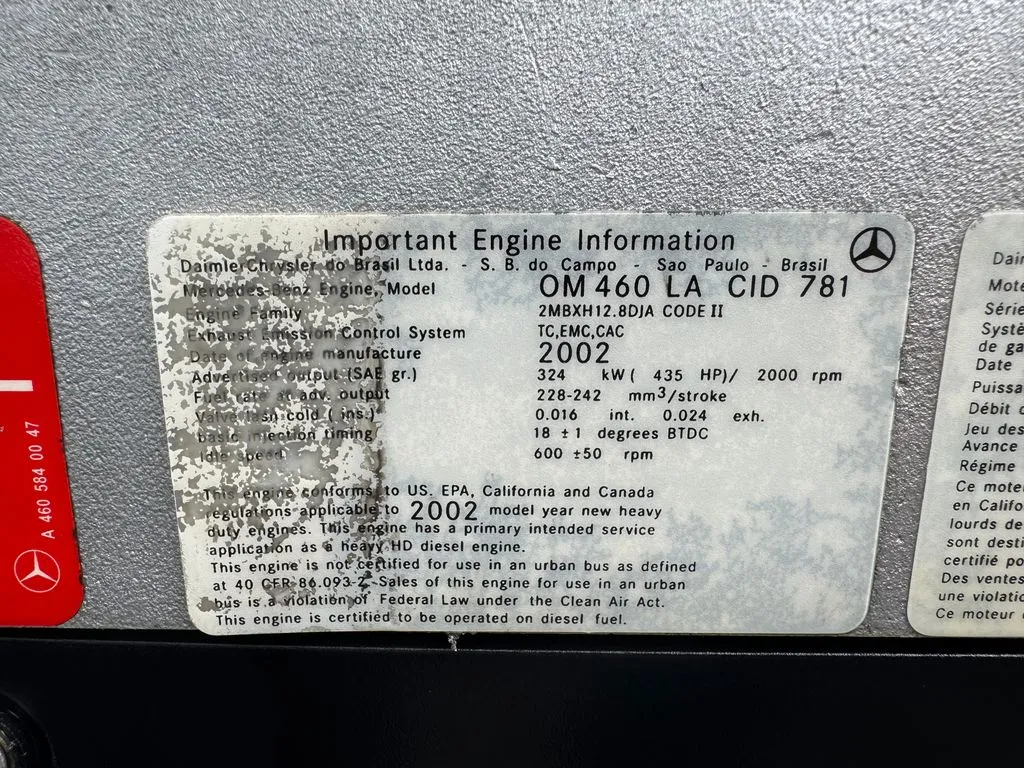 Important Engine Information
DaimlerChrysler do Brasil Ltda. - S. B. do Campo - Sao Paulo - Brasil
Mercedes-Benz Engine, Model OM 460 LA CID 781
Engine Family 2MBXH12.8DJA CODE II
Exhaust Emission Control System TC,EMC,CAC
Date of engine manufacture 2002
Advertised output (SAE gr.) 324 kW ( 435 HP)/ 2000 rpm
Fuel rate at adv. output 228-242 mm3/stroke
Valve lash cold ( ins.) 0.016 int. 0.024 exh.
basic injection timing 18 ±1 degrees BTDC
Idle speed 600 ±50 rpm
This engine conforms to US. EPA, California and Canada
regulations applicable to 2002 model year new heavy
duty engines. This engine has a primary intended service
application as a heavy HD diesel engine.
This engine is not certified for use in an urban bus as defined
at 40 CFR-86.093-2. Sales of this engine for use in an urban
bus is a violation of Federal Law under the Clean Air Act.
This engine is certified to be operated on diesel fuel.
A 460 584 00 47
Daim
Mote
Série
Systè
de ga
Date
Puissa
Débit d
Jeu des
Avance
Régime
Ce moteu
en Califo
lourds de
sont desti
certifié po
Des ventes
une violatio
Ce moteur